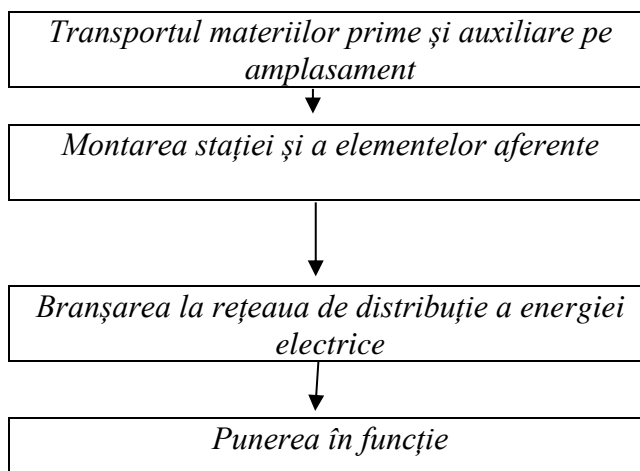 Transportul materiilor prime și auxiliare pe
amplasament
Montarea stației și a elementelor aferente
Branșarea la rețeaua de distribuție a energiei
electrice
Punerea în funcție